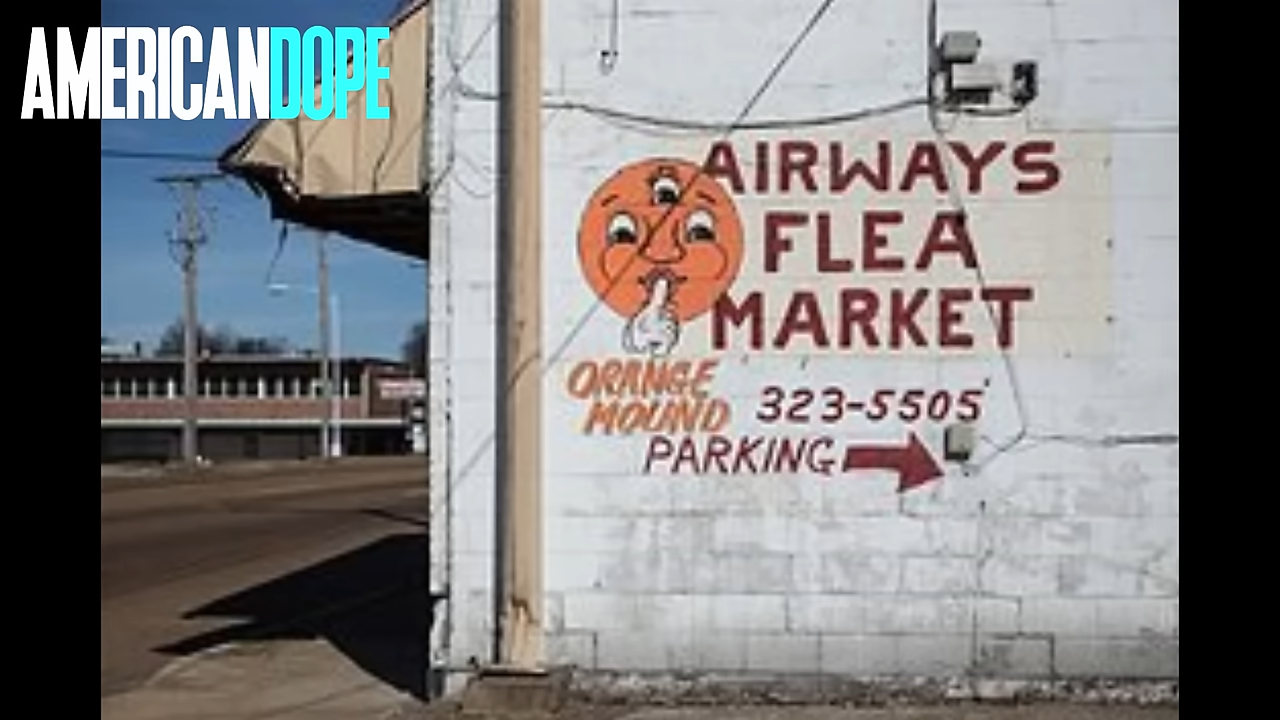 AMERICANDOPE
AIRWAYS
FLEA
MARKET
ORANGE
MOUND
323-5505
PARKING